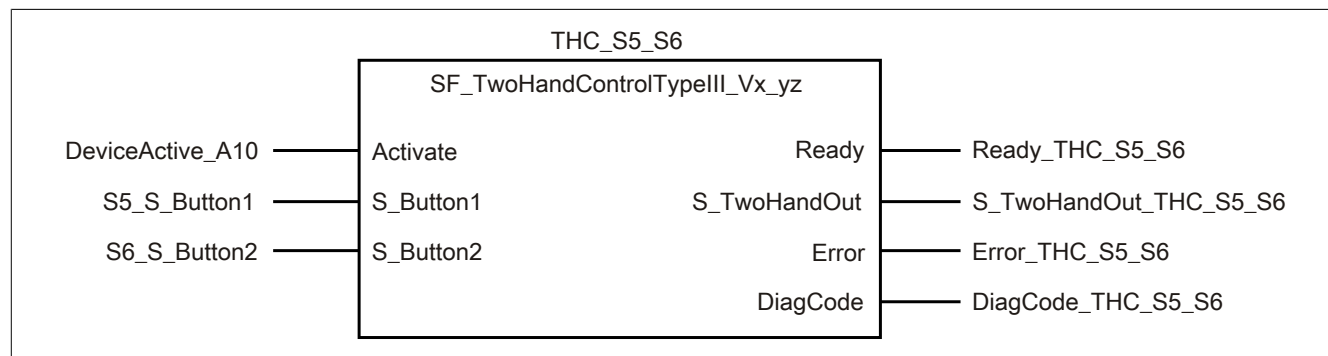 THC_S5_S6
SF_TwoHandControlTypeIII_Vx_yz
DeviceActive_A10 Activate Ready Ready_THC_S5_S6
S5_S_Button1 S_Button1 S_TwoHandOut S_TwoHandOut_THC_S5_S6
S6_S_Button2 S_Button2 Error Error_THC_S5_S6
DiagCode DiagCode_THC_S5_S6